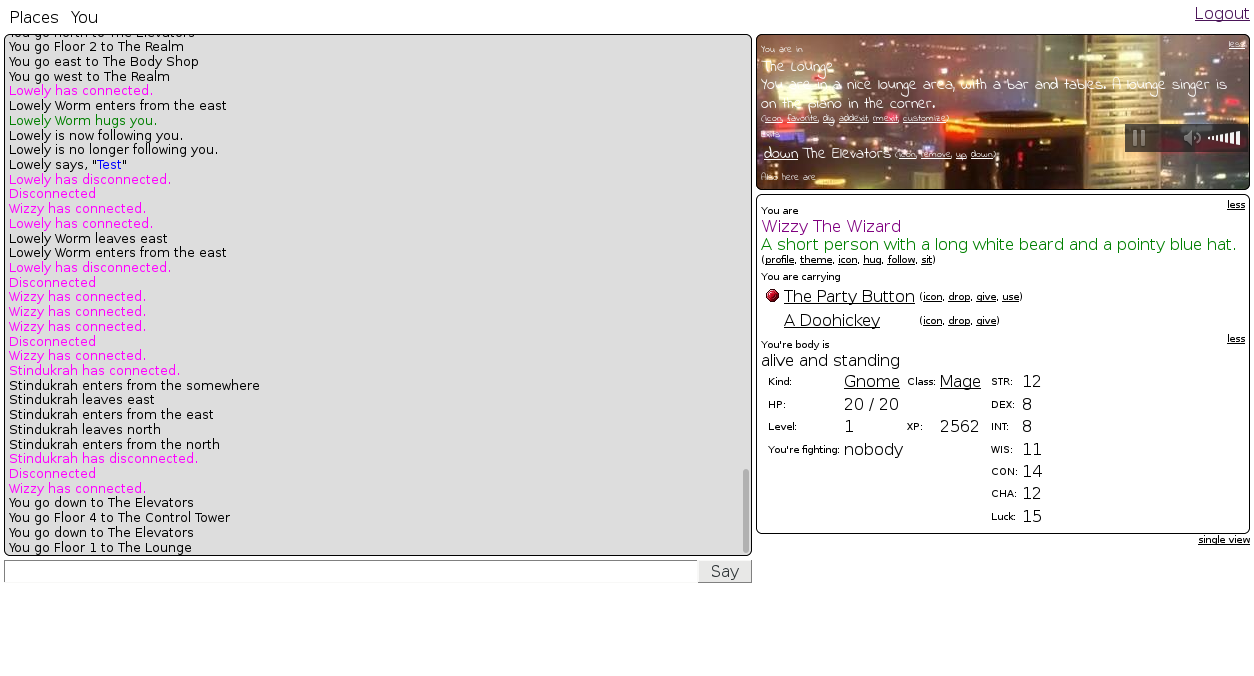 Places You
Logout
You go north to The Elevators
You go Floor 2 to The Realm
You go east to The Body Shop
You go west to The Realm
Lowely has connected.
Lowely Worm enters from the east
Lowely Worm hugs you.
Lowely is now following you.
Lowely is no longer following you.
Lowely says, "Test"
Lowely has disconnected.
Disconnected
Wizzy has connected.
Lowely has connected.
Lowely Worm leaves east
Lowely Worm enters from the east
Lowely has disconnected.
Disconnected
Wizzy has connected.
Wizzy has connected.
Wizzy has connected.
Disconnected
Wizzy has connected.
Stindukrah has connected.
Stindukrah enters from the somewhere
Stindukrah leaves east
Stindukrah enters from the east
Stindukrah leaves north
Stindukrah enters from the north
Stindukrah has disconnected.
Disconnected
Wizzy has connected.
You go down to The Elevators
You go Floor 4 to The Control Tower
You go down to The Elevators
You go Floor 1 to The Lounge
Say
You are in
less
The Lounge
You are in a nice lounge area, with a bar and tables. A lounge singer is
on the piano in the corner.
(icon, favorite, dig, addexit, rmexit, customize)
Exits
down The Elevators (icon, remove, up, down)
Also here are
You are
less
Wizzy The Wizard
A short person with a long white beard and a pointy blue hat.
(profile, theme, icon, hug, follow, sit)
You are carrying
The Party Button (icon, drop, give, use)
A Doohickey (icon, drop, give)
You're body is
less
alive and standing
Kind: Gnome Class: Mage STR: 12
HP: 20 / 20 DEX: 8
Level: 1 XP: 2562 INT: 8
You're fighting: nobody WIS: 11
CON: 14
CHA: 12
Luck: 15
single view